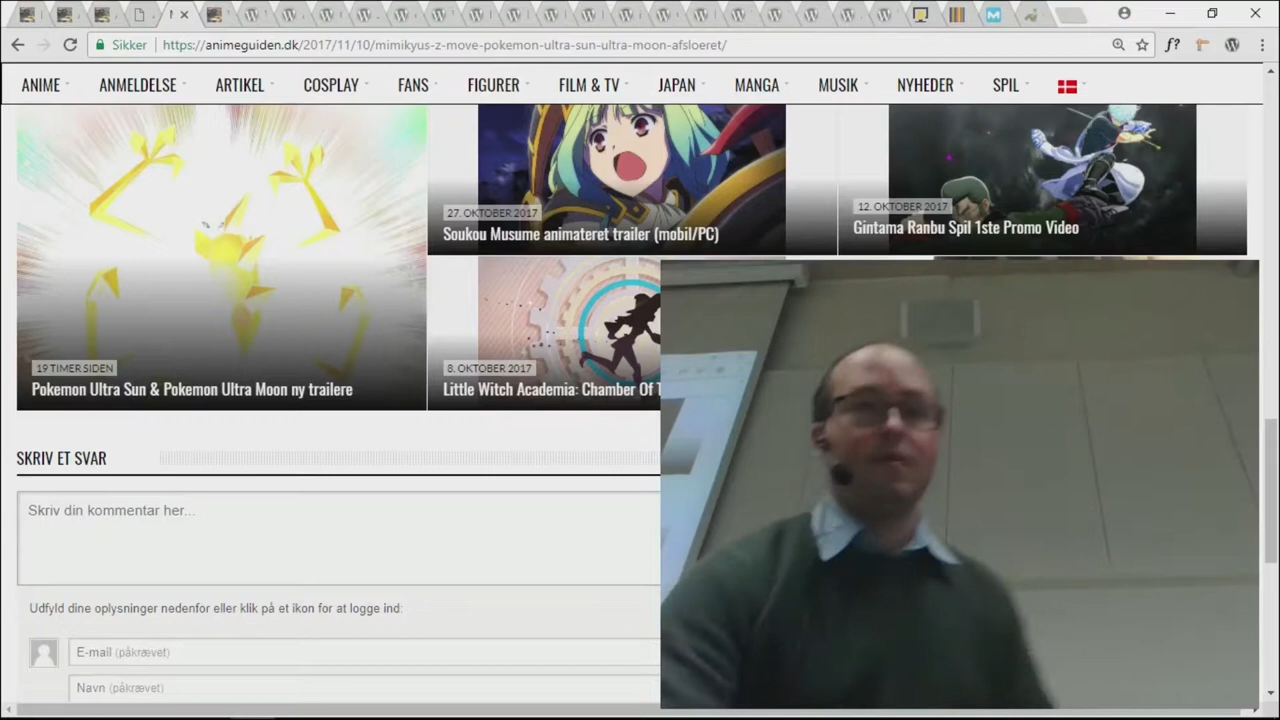 Sikker
https://animeguiden.dk/2017/11/10/mimikyus-z-move-pokemon-ultra-sun-ultra-moon-afsloeret/
f?
ANIME
ANMELDELSE
ARTIKEL
COSPLAY
FANS
FIGURER
FILM & TV
JAPAN
MANGA
MUSIK
NYHEDER
SPIL
27. OKTOBER 2017
Soukou Musume animateret trailer (mobil/PC)
12. OKTOBER 2017
Gintama Ranbu Spil 1ste Promo Video
19 TIMER SIDEN
Pokemon Ultra Sun & Pokemon Ultra Moon ny trailere
8. OKTOBER 2017
Little Witch Academia: Chamber Of
SKRIV ET SVAR
Skriv din kommentar her...
Udfyld dine oplysninger nedenfor eller klik på et ikon for at logge ind:
E-mail (påkrævet)
Navn (påkrævet)